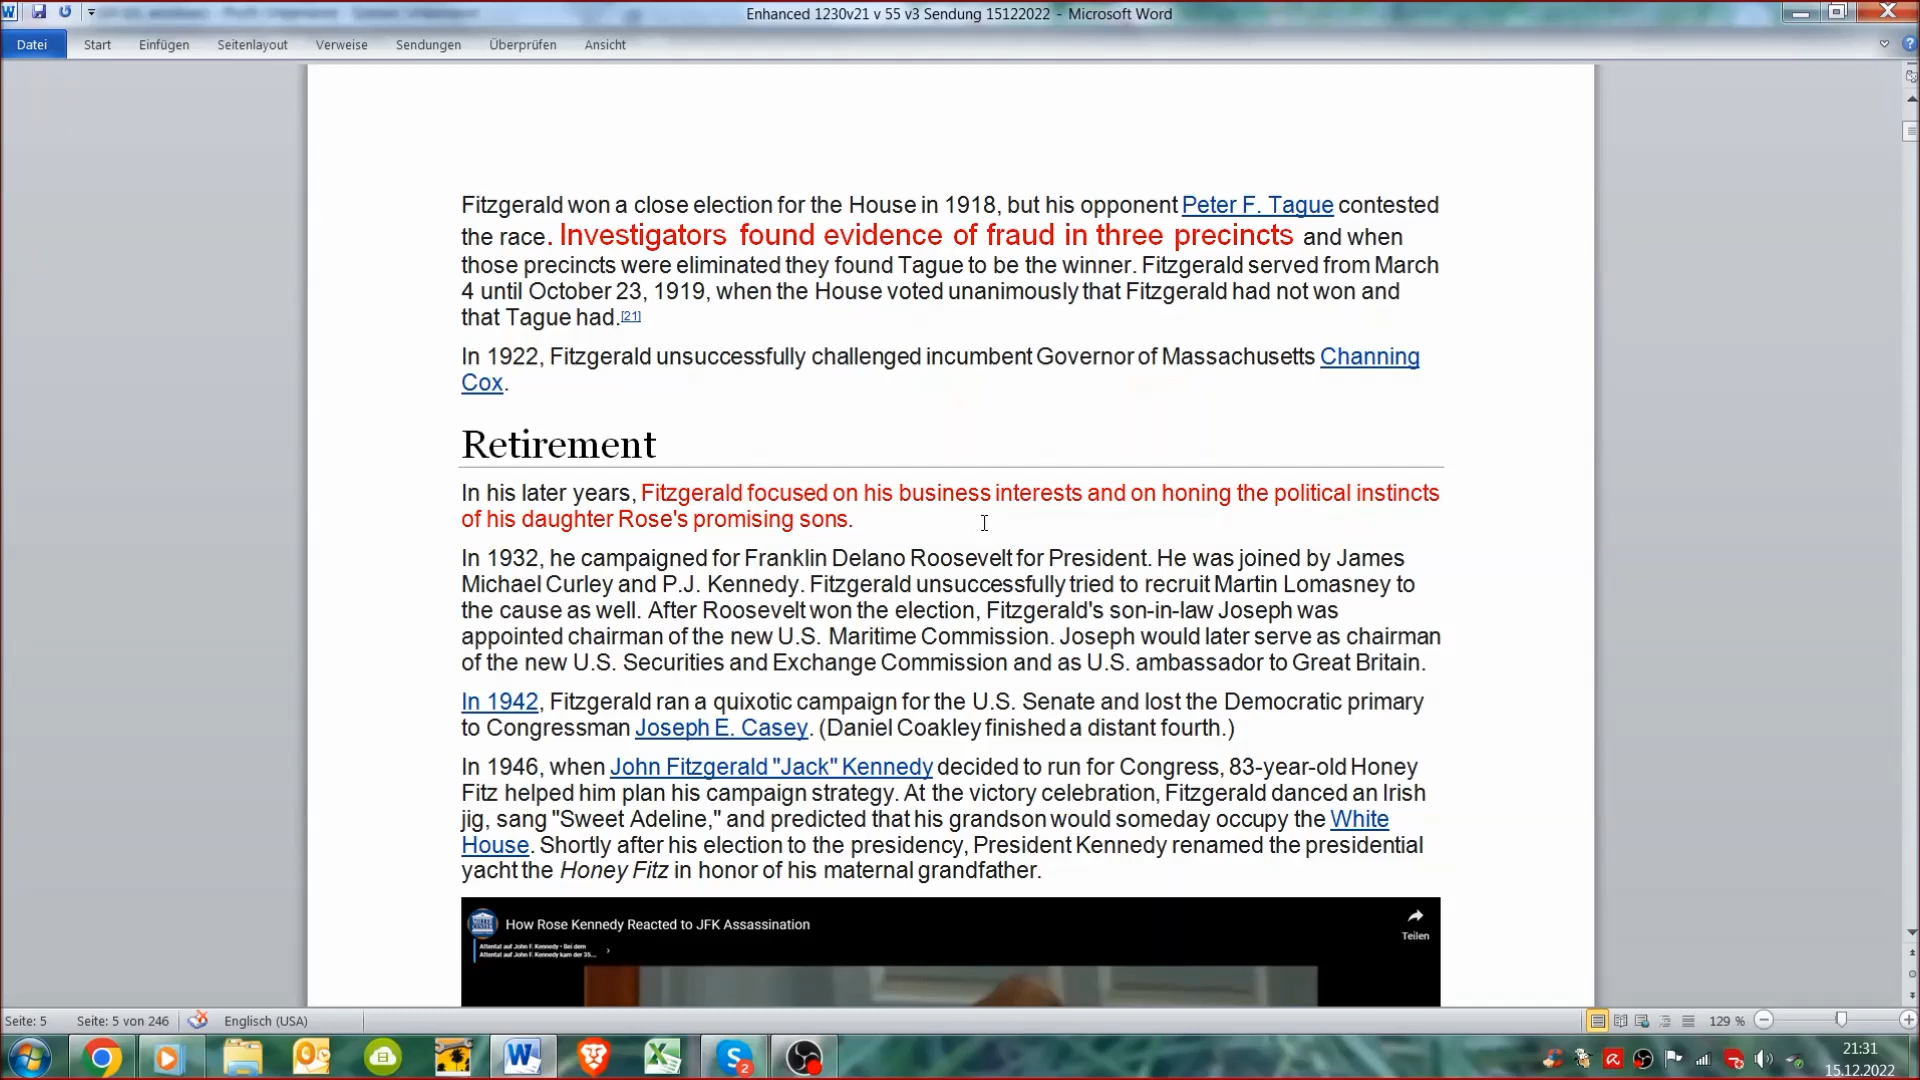 Enhanced 1230v21 v 55 v3 Sendung 15122022 - Microsoft Word
Datei Start Einfügen Seitenlayout Verweise Sendungen Überprüfen Ansicht
Fitzgerald won a close election for the House in 1918, but his opponent Peter F. Tague contested
the race. Investigators found evidence of fraud in three precincts and when
those precincts were eliminated they found Tague to be the winner. Fitzgerald served from March
4 until October 23, 1919, when the House voted unanimously that Fitzgerald had not won and
that Tague had.[21]
In 1922, Fitzgerald unsuccessfully challenged incumbent Governor of Massachusetts Channing
Cox.
Retirement
In his later years, Fitzgerald focused on his business interests and on honing the political instincts
of his daughter Rose's promising sons.
In 1932, he campaigned for Franklin Delano Roosevelt for President. He was joined by James
Michael Curley and P.J. Kennedy. Fitzgerald unsuccessfully tried to recruit Martin Lomasney to
the cause as well. After Roosevelt won the election, Fitzgerald's son-in-law Joseph was
appointed chairman of the new U.S. Maritime Commission. Joseph would later serve as chairman
of the new U.S. Securities and Exchange Commission and as U.S. ambassador to Great Britain.
In 1942, Fitzgerald ran a quixotic campaign for the U.S. Senate and lost the Democratic primary
to Congressman Joseph E. Casey. (Daniel Coakley finished a distant fourth.)
In 1946, when John Fitzgerald "Jack" Kennedy decided to run for Congress, 83-year-old Honey
Fitz helped him plan his campaign strategy. At the victory celebration, Fitzgerald danced an Irish
jig, sang "Sweet Adeline," and predicted that his grandson would someday occupy the White
House. Shortly after his election to the presidency, President Kennedy renamed the presidential
yacht the Honey Fitz in honor of his maternal grandfather.
How Rose Kennedy Reacted to JFK Assassination
Teilen
Attentat auf John F. Kennedy - Bei dem
Attentat auf John F. Kennedy kam der 35...
Seite: 5 Seite: 5 von 246 Englisch (USA) 129 %
2
21:31
15.12.2022